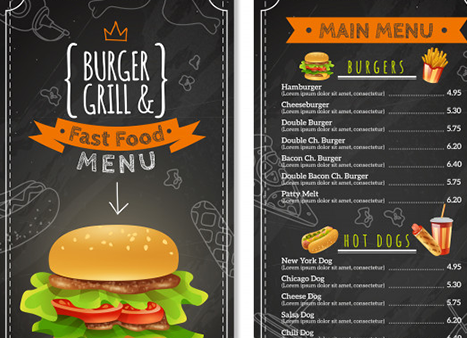 BURGER
GRILL &
Fast Food
MENU
MAIN MENU
BURGERS
Hamburger
(Lorem ipsum dolor sit amet, consectetur) 4.95
Cheeseburger
(Lorem ipsum dolor sit amet, consectetur) 5.50
Double Burger
(Lorem ipsum dolor sit amet, consectetur) 5.75
Double Ch. Burger
(Lorem ipsum dolor sit amet, consectetur) 6.20
Bacon Ch. Burger
(Lorem ipsum dolor sit amet, consectetur) 6.40
Double Bacon Ch. Burger
(Lorem ipsum dolor sit amet, consectetur) 5.75
Patty Melt
(Lorem ipsum dolor sit amet, consectetur) 6.20
HOT DOGS
New York Dog
(Lorem ipsum dolor sit amet, consectetur) 4.95
Chicago Dog
(Lorem ipsum dolor sit amet, consectetur) 5.50
Cheese Dog
(Lorem ipsum dolor sit amet, consectetur) 5.75
Salsa Dog
(Lorem ipsum dolor sit amet, consectetur) 6.20
Chili Dog